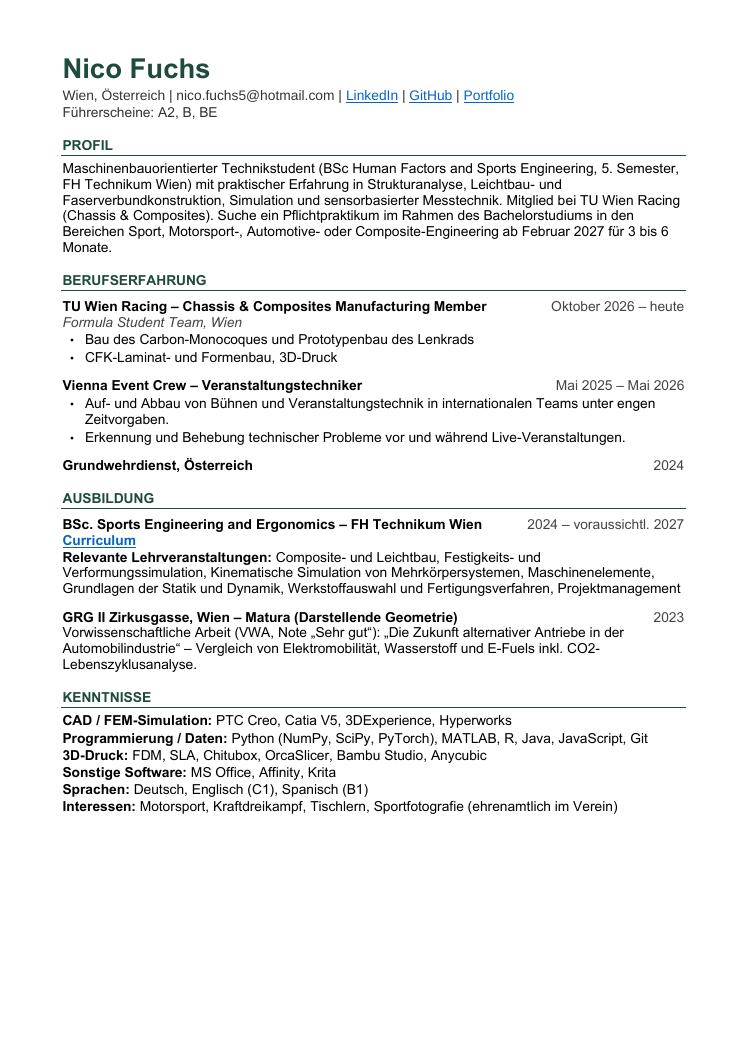 Nico Fuchs
Wien, Österreich | nico.fuchs5@hotmail.com | LinkedIn | GitHub | Portfolio
Führerscheine: A2, B, BE
PROFIL
Maschinenbauorientierter Technikstudent (BSc Human Factors and Sports Engineering, 5. Semester,
FH Technikum Wien) mit praktischer Erfahrung in Strukturanalyse, Leichtbau- und
Faserverbundkonstruktion, Simulation und sensorbasierter Messtechnik. Mitglied bei TU Wien Racing
(Chassis & Composites). Suche ein Pflichtpraktikum im Rahmen des Bachelorstudiums in den
Bereichen Sport, Motorsport-, Automotive- oder Composite-Engineering ab Februar 2027 für 3 bis 6
Monate.
BERUFSERFAHRUNG
TU Wien Racing – Chassis & Composites Manufacturing Member Oktober 2026 – heute
Formula Student Team, Wien
• Bau des Carbon-Monocoques und Prototypenbau des Lenkrads
• CFK-Laminat- und Formenbau, 3D-Druck
Vienna Event Crew – Veranstaltungstechniker Mai 2025 – Mai 2026
• Auf- und Abbau von Bühnen und Veranstaltungstechnik in internationalen Teams unter engen
Zeitvorgaben.
• Erkennung und Behebung technischer Probleme vor und während Live-Veranstaltungen.
Grundwehrdienst, Österreich 2024
AUSBILDUNG
BSc. Sports Engineering and Ergonomics – FH Technikum Wien 2024 – voraussichtl. 2027
Curriculum
Relevante Lehrveranstaltungen: Composite- und Leichtbau, Festigkeits- und
Verformungssimulation, Kinematische Simulation von Mehrkörpersystemen, Maschinenelemente,
Grundlagen der Statik und Dynamik, Werkstoffauswahl und Fertigungsverfahren, Projektmanagement
GRG II Zirkusgasse, Wien – Matura (Darstellende Geometrie) 2023
Vorwissenschaftliche Arbeit (VWA, Note „Sehr gut“): „Die Zukunft alternativer Antriebe in der
Automobilindustrie“ – Vergleich von Elektromobilität, Wasserstoff und E-Fuels inkl. CO2-
Lebenszyklusanalyse.
KENNTNISSE
CAD / FEM-Simulation: PTC Creo, Catia V5, 3DExperience, Hyperworks
Programmierung / Daten: Python (NumPy, SciPy, PyTorch), MATLAB, R, Java, JavaScript, Git
3D-Druck: FDM, SLA, Chitubox, OrcaSlicer, Bambu Studio, Anycubic
Sonstige Software: MS Office, Affinity, Krita
Sprachen: Deutsch, Englisch (C1), Spanisch (B1)
Interessen: Motorsport, Kraftdreikampf, Tischlern, Sportfotografie (ehrenamtlich im Verein)